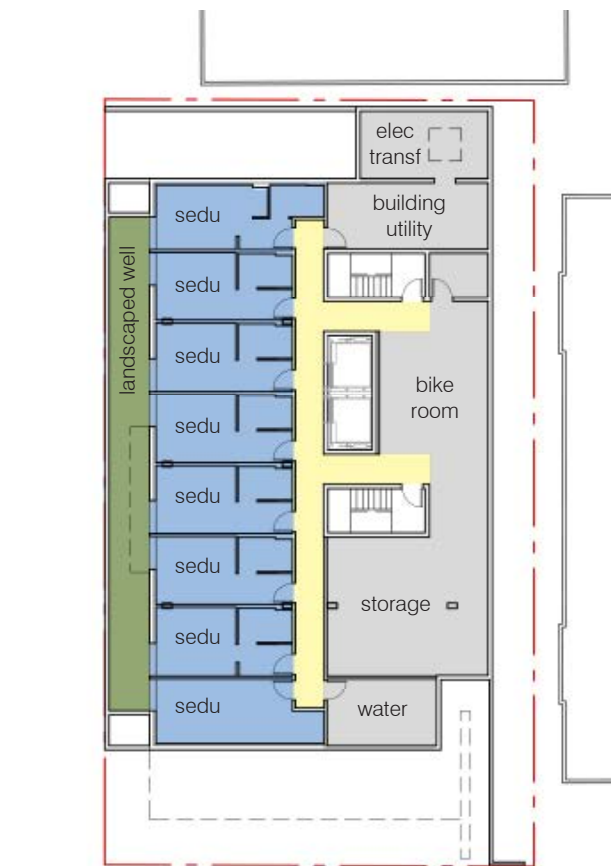 elec
transf
sedu
building
utility
landscaped well
sedu
sedu
bike
room
sedu
sedu
sedu
storage
sedu
sedu
water